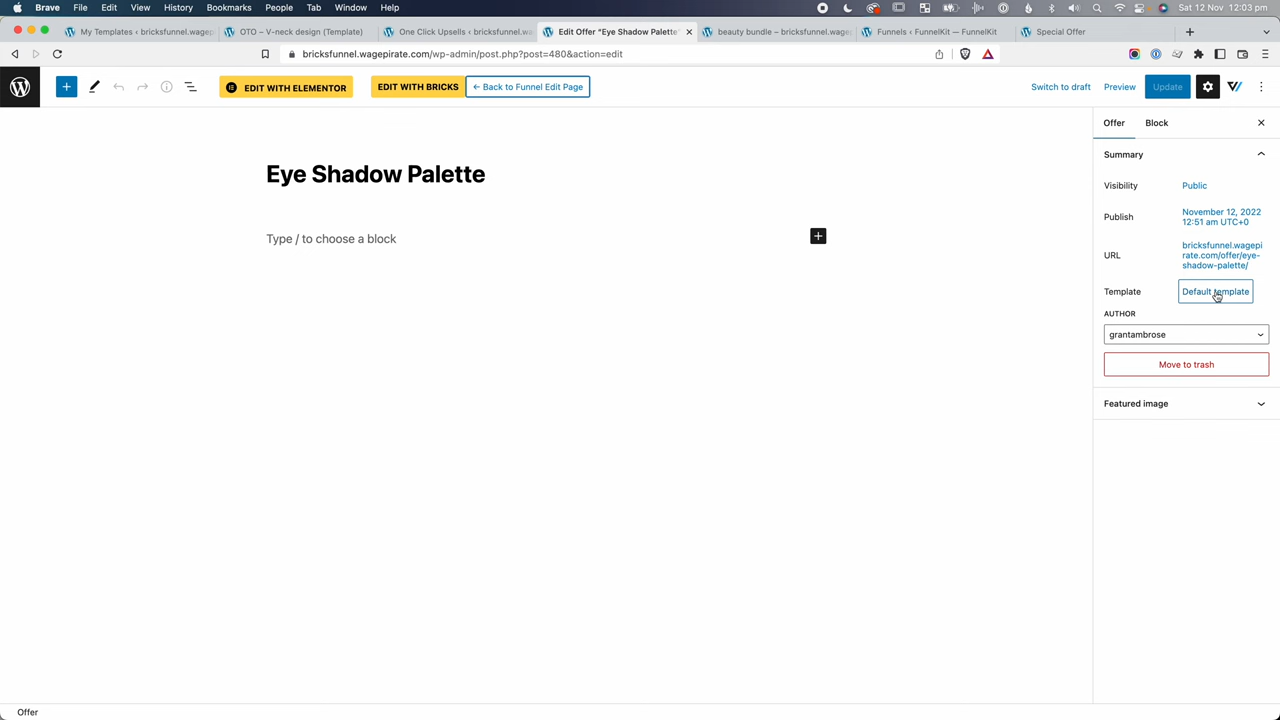 Brave File Edit View History Bookmarks People Tab Window Help Sat 12 Nov 12:03 pm
My Templates ‹ bricksfunnel.wagep
OTO – V-neck design (Template)
One Click Upsells ‹ bricksfunnel.wa
Edit Offer “Eye Shadow Palette”
beauty bundle – bricksfunnel.wage
Funnels ‹ FunnelKit — FunnelKit
Special Offer
bricksfunnel.wagepirate.com/wp-admin/post.php?post=480&action=edit
EDIT WITH ELEMENTOR
EDIT WITH BRICKS
← Back to Funnel Edit Page
Switch to draft
Preview
Update
Offer
Block
Summary
Visibility
Public
Publish
November 12, 2022
12:51 am UTC+0
URL
bricksfunnel.wagepi
rate.com/offer/eye-
shadow-palette/
Template
Default template
AUTHOR
grantambrose
Move to trash
Featured image
Eye Shadow Palette
Type / to choose a block
Offer